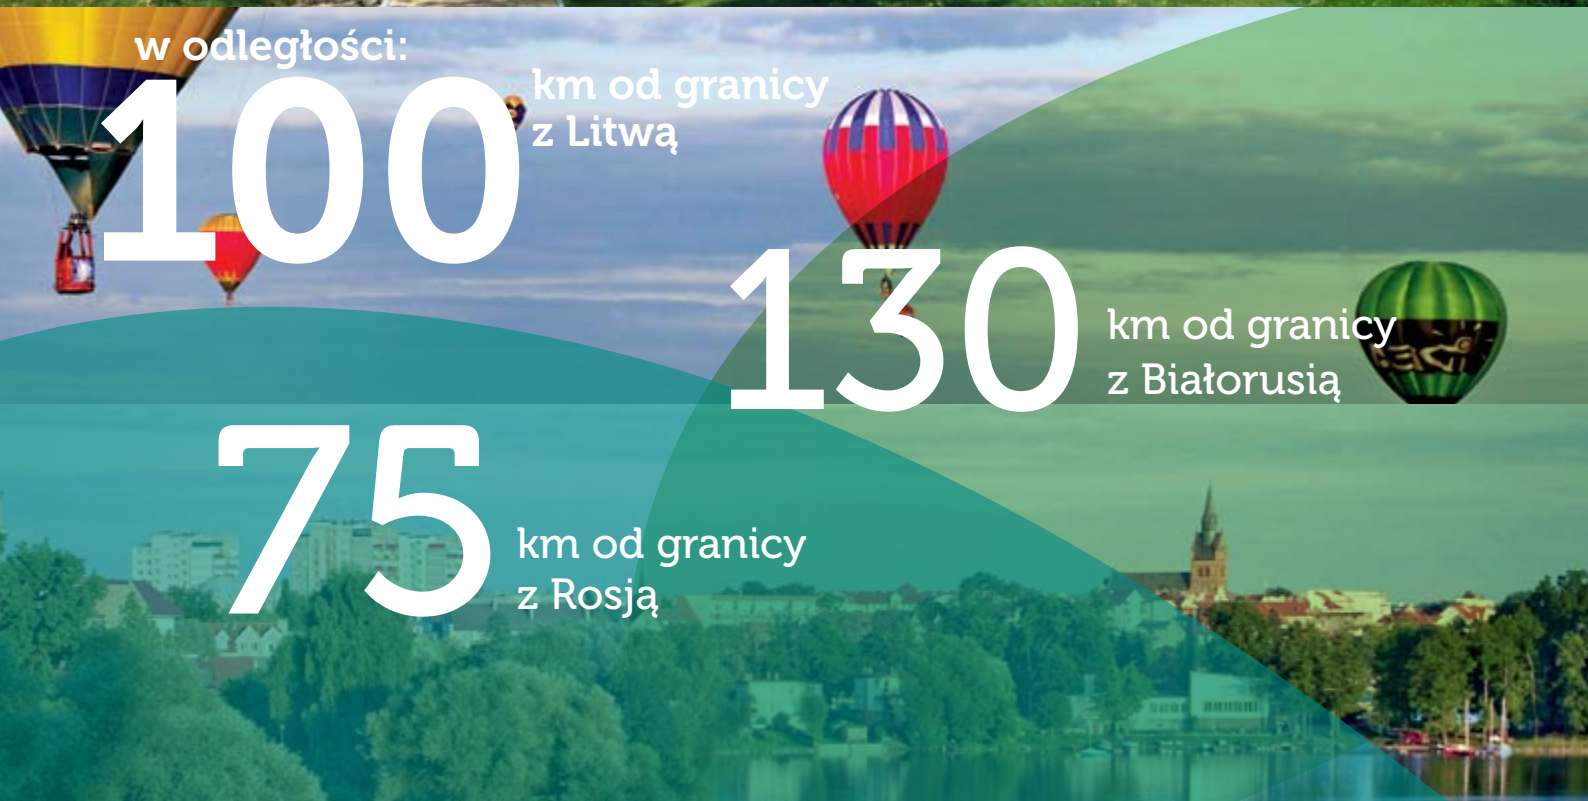 w odległości:
100
km od granicy
z Litwą
130
km od granicy
z Białorusią
75
km od granicy
z Rosją